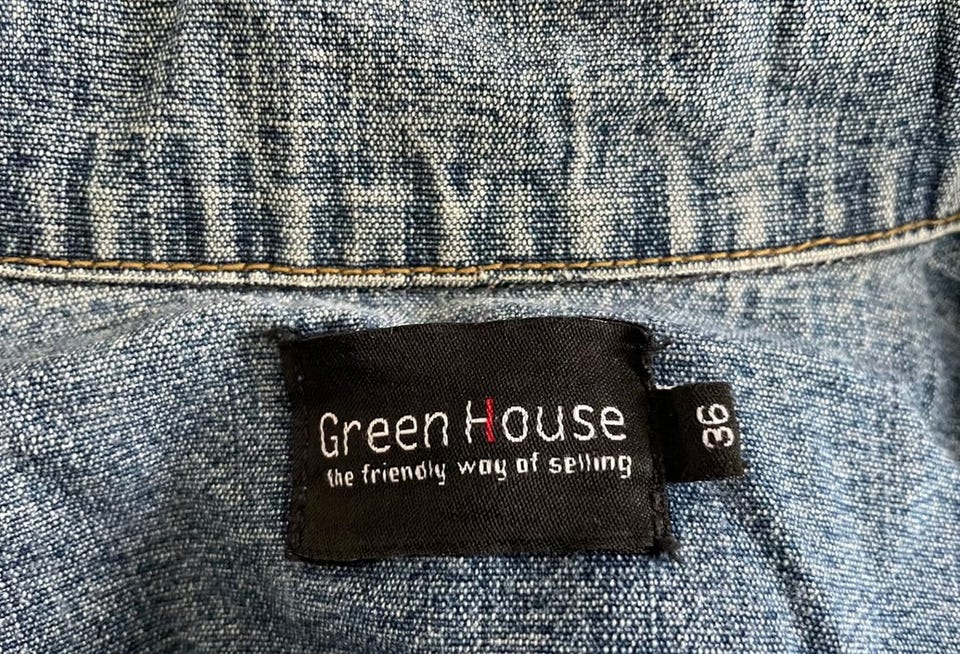 Green House
the friendly way of selling
36